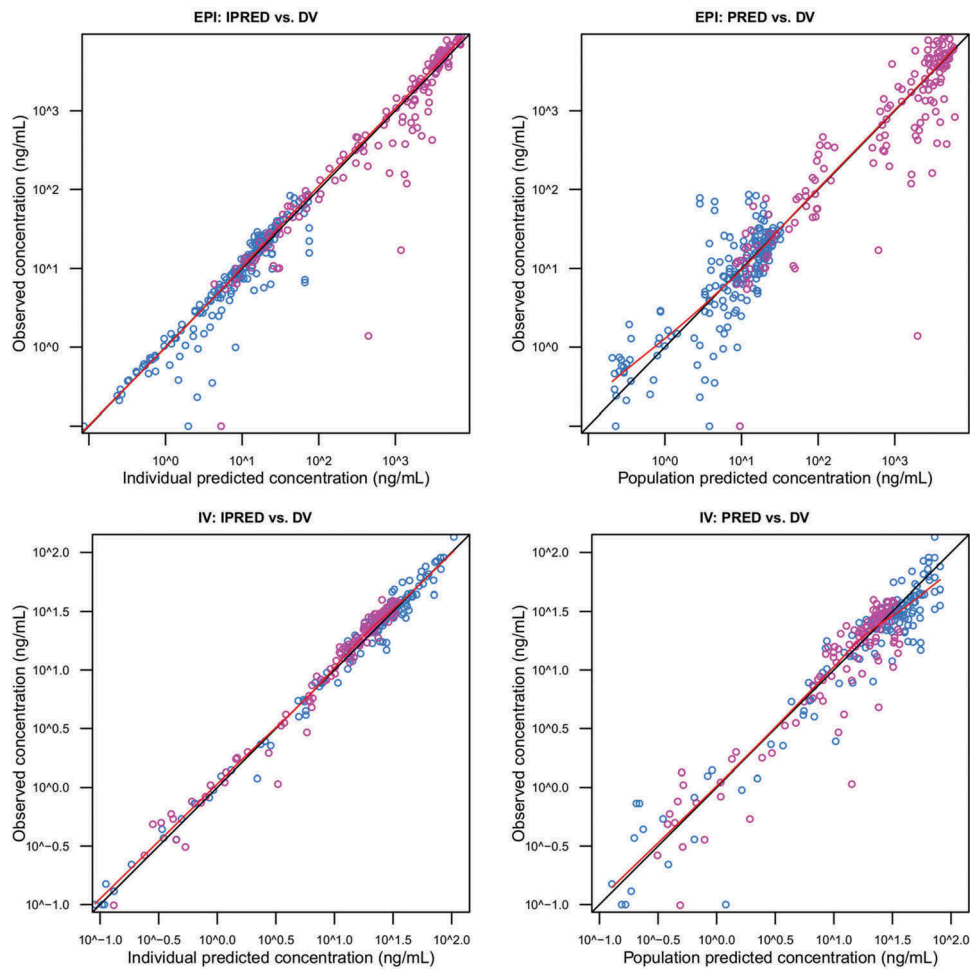 EPI: IPRED vs. DV
EPI: PRED vs. DV
Observed concentration (ng/mL)
10^3
10^2
10^1
10^0
10^0 10^1 10^2 10^3
Individual predicted concentration (ng/mL)
Observed concentration (ng/mL)
10^3
10^2
10^1
10^0
10^0 10^1 10^2 10^3
Population predicted concentration (ng/mL)
IV: IPRED vs. DV
IV: PRED vs. DV
Observed concentration (ng/mL)
10^2.0
10^1.5
10^1.0
10^0.5
10^0.0
10^−0.5
10^−1.0
10^−1.0 10^−0.5 10^0.0 10^0.5 10^1.0 10^1.5 10^2.0
Individual predicted concentration (ng/mL)
Observed concentration (ng/mL)
10^2.0
10^1.5
10^1.0
10^0.5
10^0.0
10^−0.5
10^−1.0
10^−1.0 10^−0.5 10^0.0 10^0.5 10^1.0 10^1.5 10^2.0
Population predicted concentration (ng/mL)